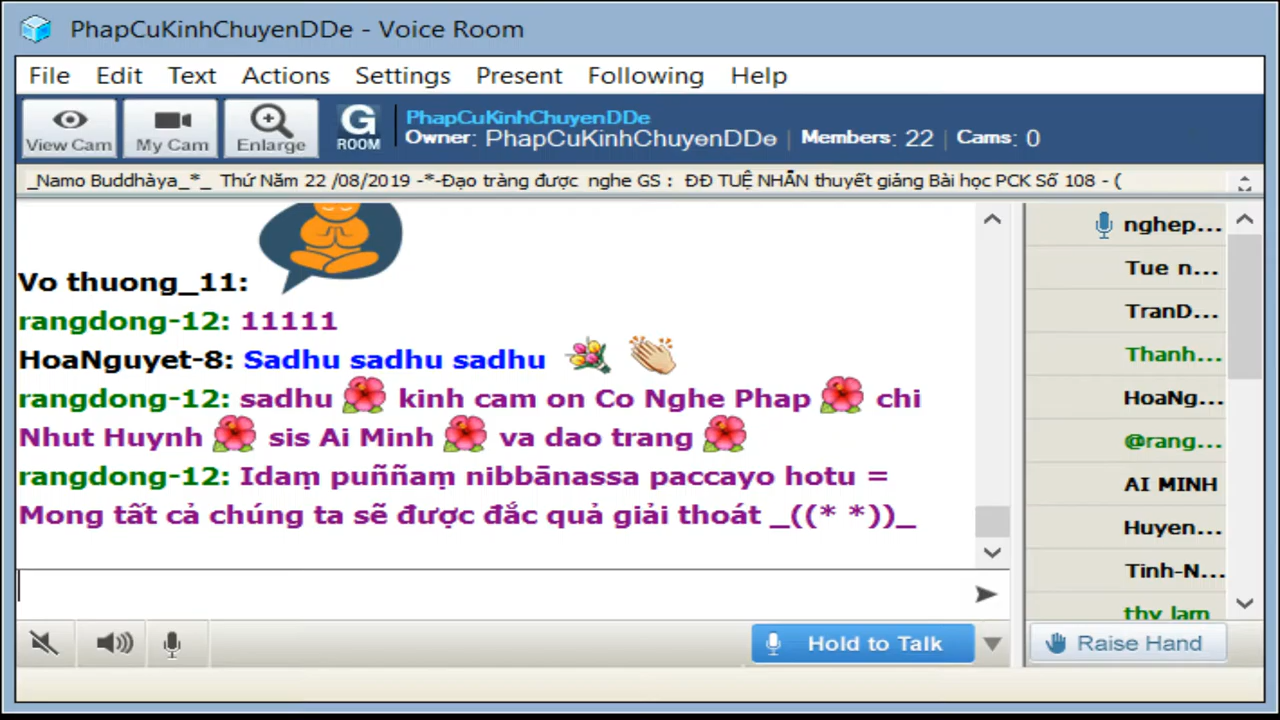 PhapCuKinhChuyenDDe - Voice Room
File Edit Text Actions Settings Present Following Help
View Cam My Cam Enlarge G ROOM
PhapCuKinhChuyenDDe
Owner: PhapCuKinhChuyenDDe | Members: 22 | Cams: 0
_Namo Buddhàya_*_ Thứ Năm 22 /08/2019 -*-Đạo tràng được nghe GS : ĐĐ TUỆ NHẪN thuyết giảng Bài học PCK Số 108 - (
Vo thuong_11:
rangdong-12: 11111
HoaNguyet-8: Sadhu sadhu sadhu
rangdong-12: sadhu kinh cam on Co Nghe Phap chi
Nhut Huynh sis Ai Minh va dao trang
rangdong-12: Idaṃ puññaṃ nibbānassa paccayo hotu =
Mong tất cả chúng ta sẽ được đắc quả giải thoát _((* *))_
nghep...
Tue n...
TranD...
Thanh...
HoaNg...
@rang...
AI MINH
Huyen...
Tinh-N...
thy lam
Hold to Talk
Raise Hand